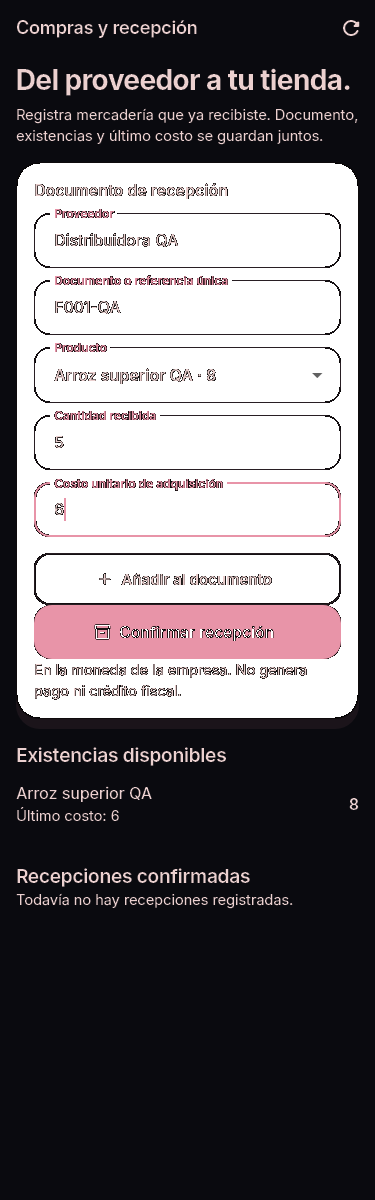 Compras y recepción
Del proveedor a tu tienda.
Registra mercadería que ya recibiste. Documento,
existencias y último costo se guardan juntos.
Documento de recepción
Proveedor
Distribuidora QA
Documento o referencia única
F001-QA
Producto
Arroz superior QA · 8
Cantidad recibida
5
Costo unitario de adquisición
6
Añadir al documento
Confirmar recepción
En la moneda de la empresa. No genera
pago ni crédito fiscal.
Existencias disponibles
Arroz superior QA
Último costo: 6
8
Recepciones confirmadas
Todavía no hay recepciones registradas.